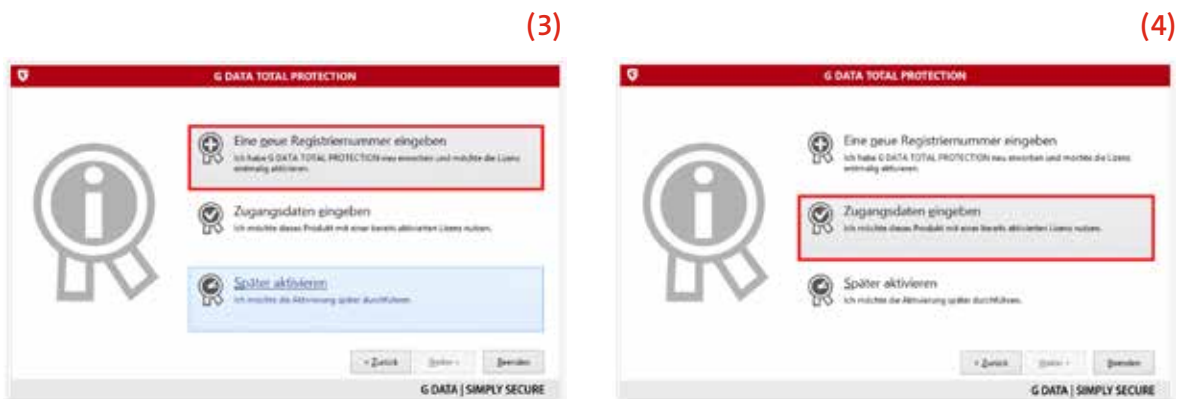 (3)
G DATA TOTAL PROTECTION
Eine neue Registriernummer eingeben
Ich habe G DATA TOTAL PROTECTION neu erworben und möchte die Lizenz
erstmalig aktivieren.
Zugangsdaten eingeben
Ich möchte dieses Produkt mit einer bereits aktivierten Lizenz nutzen.
Später aktivieren
Ich möchte die Aktivierung später durchführen.
< Zurück Weiter > Beenden
G DATA | SIMPLY SECURE
(4)
G DATA TOTAL PROTECTION
Eine neue Registriernummer eingeben
Ich habe G DATA TOTAL PROTECTION neu erworben und möchte die Lizenz
erstmalig aktivieren.
Zugangsdaten eingeben
Ich möchte dieses Produkt mit einer bereits aktivierten Lizenz nutzen.
Später aktivieren
Ich möchte die Aktivierung später durchführen.
< Zurück Weiter > Beenden
G DATA | SIMPLY SECURE